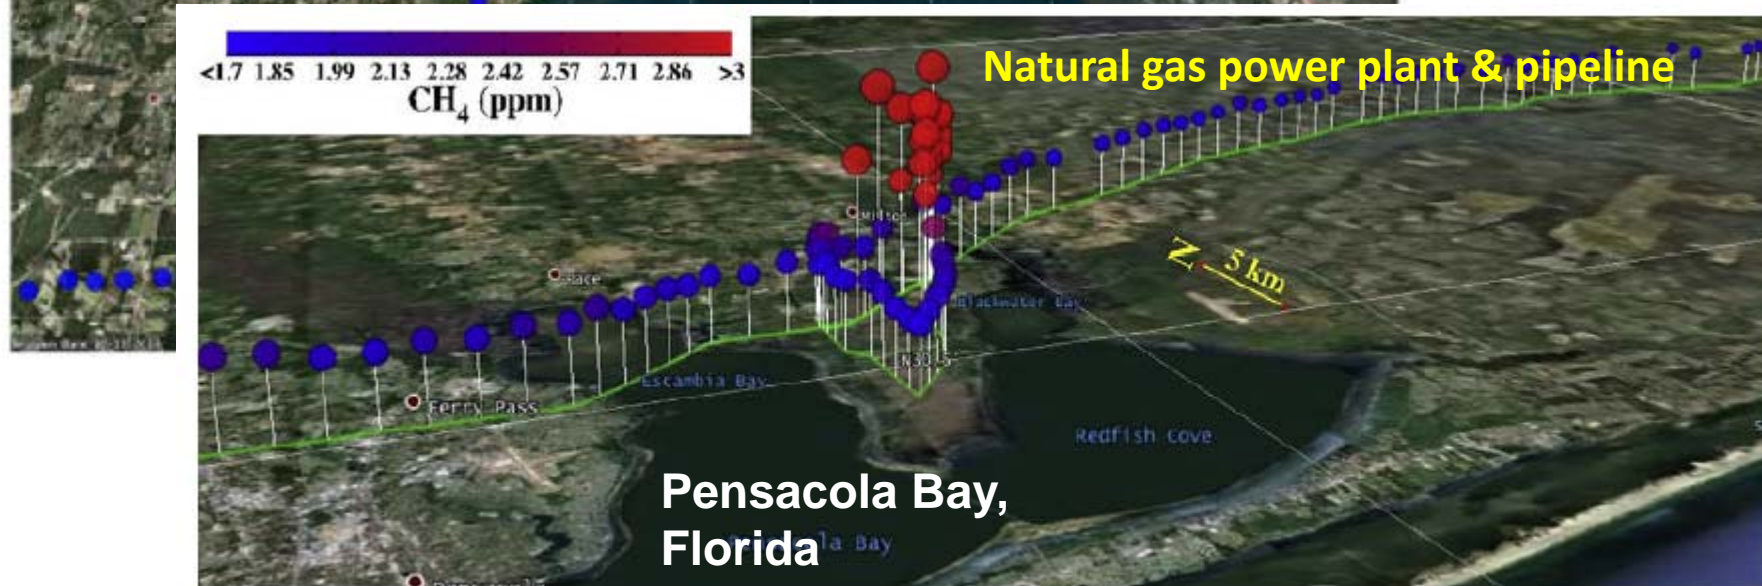 <1.7 1.85 1.99 2.13 2.28 2.42 2.57 2.71 2.86 >3
CH₄ (ppm)
Natural gas power plant & pipeline
Milton
Pace
N
5 km
Blackwater Bay
Escambia Bay
Ferry Pass
Redfish Cove
Pensacola Bay,
Florida
la Bay